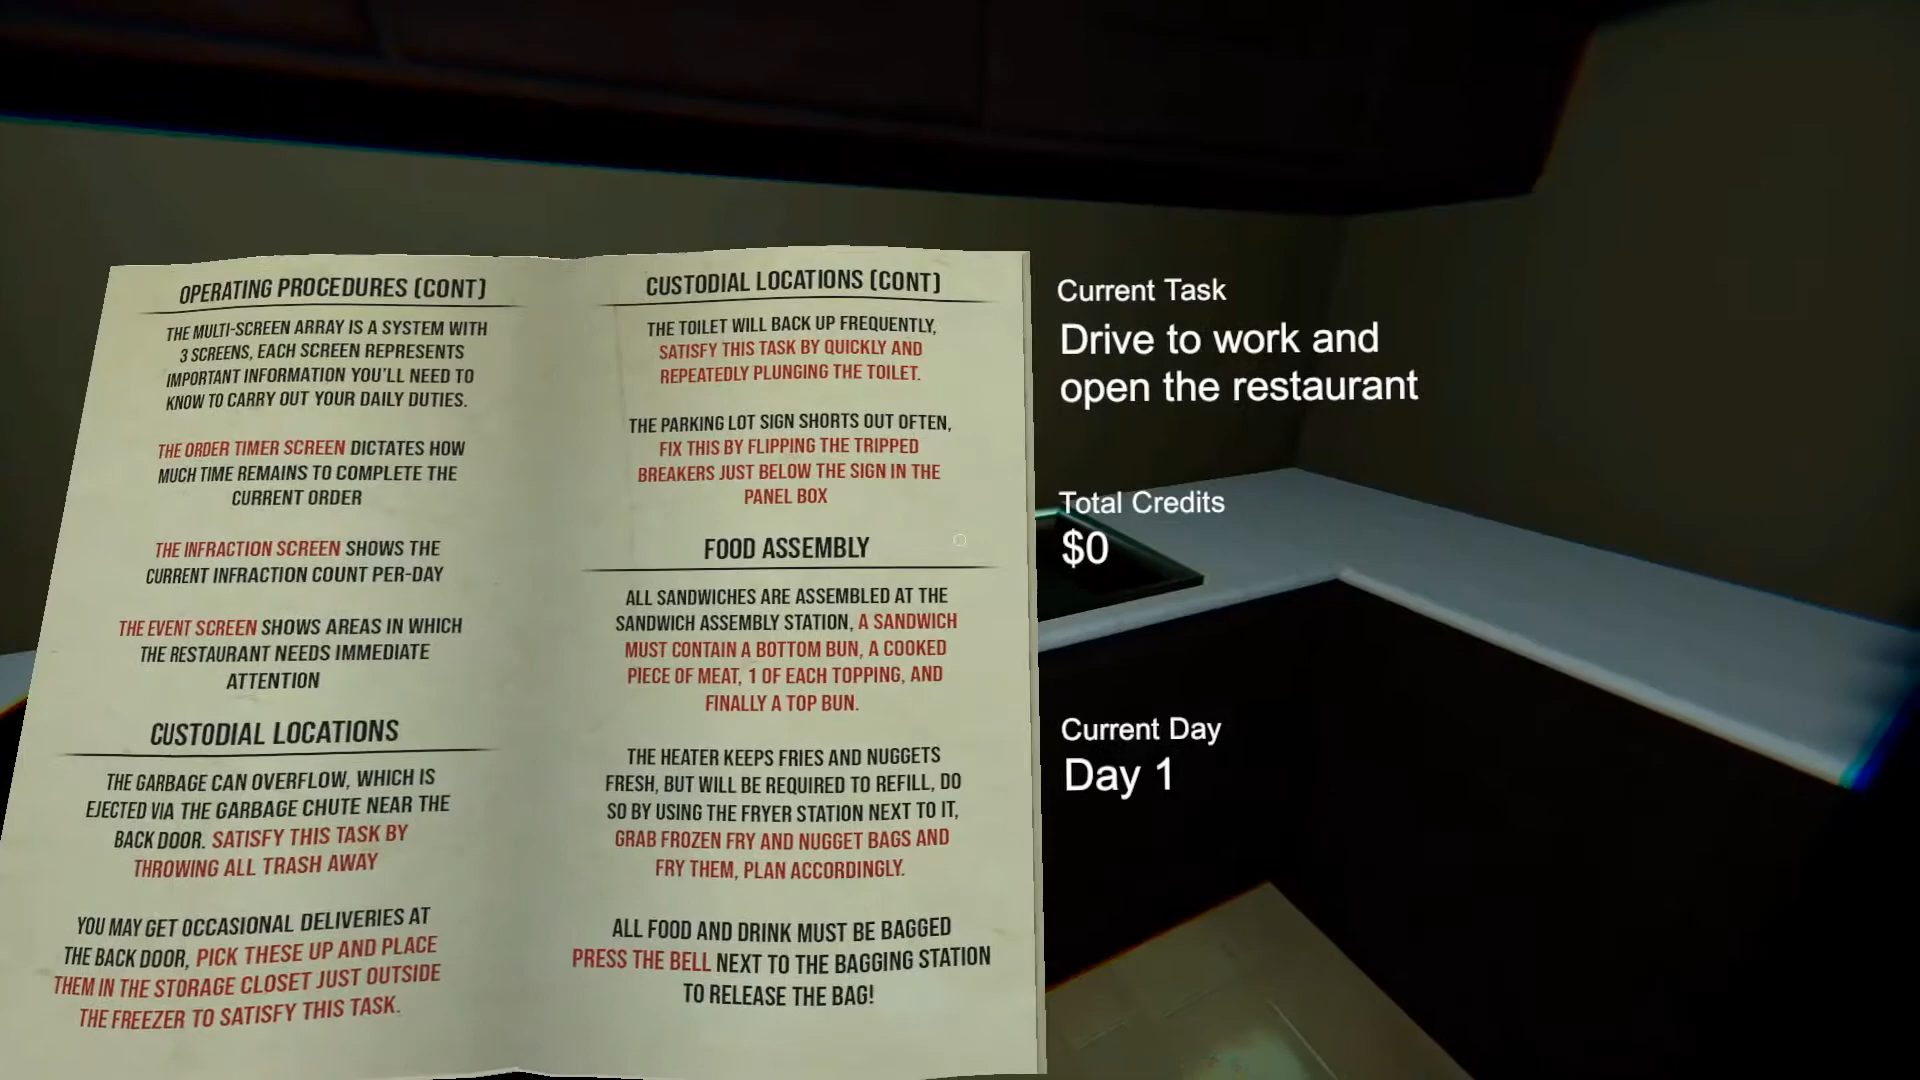 OPERATING PROCEDURES (CONT)
THE MULTI-SCREEN ARRAY IS A SYSTEM WITH
3 SCREENS, EACH SCREEN REPRESENTS
IMPORTANT INFORMATION YOU'LL NEED TO
KNOW TO CARRY OUT YOUR DAILY DUTIES.
THE ORDER TIMER SCREEN DICTATES HOW
MUCH TIME REMAINS TO COMPLETE THE
CURRENT ORDER
THE INFRACTION SCREEN SHOWS THE
CURRENT INFRACTION COUNT PER-DAY
THE EVENT SCREEN SHOWS AREAS IN WHICH
THE RESTAURANT NEEDS IMMEDIATE
ATTENTION
CUSTODIAL LOCATIONS
THE GARBAGE CAN OVERFLOW, WHICH IS
EJECTED VIA THE GARBAGE CHUTE NEAR THE
BACK DOOR. SATISFY THIS TASK BY
THROWING ALL TRASH AWAY
YOU MAY GET OCCASIONAL DELIVERIES AT
THE BACK DOOR, PICK THESE UP AND PLACE
THEM IN THE STORAGE CLOSET JUST OUTSIDE
THE FREEZER TO SATISFY THIS TASK.
CUSTODIAL LOCATIONS (CONT)
THE TOILET WILL BACK UP FREQUENTLY,
SATISFY THIS TASK BY QUICKLY AND
REPEATEDLY PLUNGING THE TOILET.
THE PARKING LOT SIGN SHORTS OUT OFTEN,
FIX THIS BY FLIPPING THE TRIPPED
BREAKERS JUST BELOW THE SIGN IN THE
PANEL BOX
FOOD ASSEMBLY
ALL SANDWICHES ARE ASSEMBLED AT THE
SANDWICH ASSEMBLY STATION, A SANDWICH
MUST CONTAIN A BOTTOM BUN, A COOKED
PIECE OF MEAT, 1 OF EACH TOPPING, AND
FINALLY A TOP BUN.
THE HEATER KEEPS FRIES AND NUGGETS
FRESH, BUT WILL BE REQUIRED TO REFILL, DO
SO BY USING THE FRYER STATION NEXT TO IT,
GRAB FROZEN FRY AND NUGGET BAGS AND
FRY THEM, PLAN ACCORDINGLY.
ALL FOOD AND DRINK MUST BE BAGGED
PRESS THE BELL NEXT TO THE BAGGING STATION
TO RELEASE THE BAG!
Current Task
Drive to work and
open the restaurant
Total Credits
$0
Current Day
Day 1